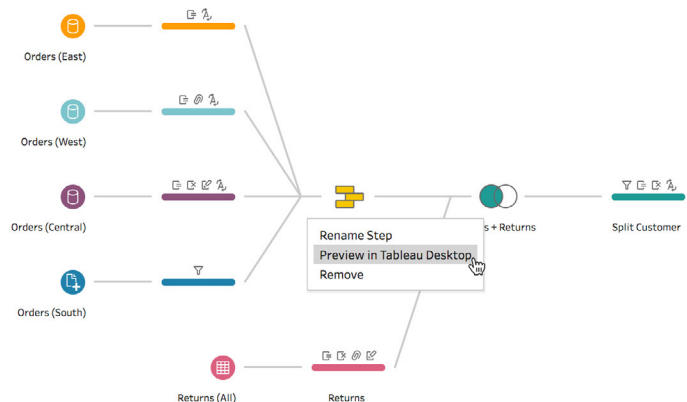 Orders (East)
Orders (West)
Orders (Central)
Rename Step
s + Returns
Split Customer
Preview in Tableau Desktop
Remove
Orders (South)
Returns (All)
Returns